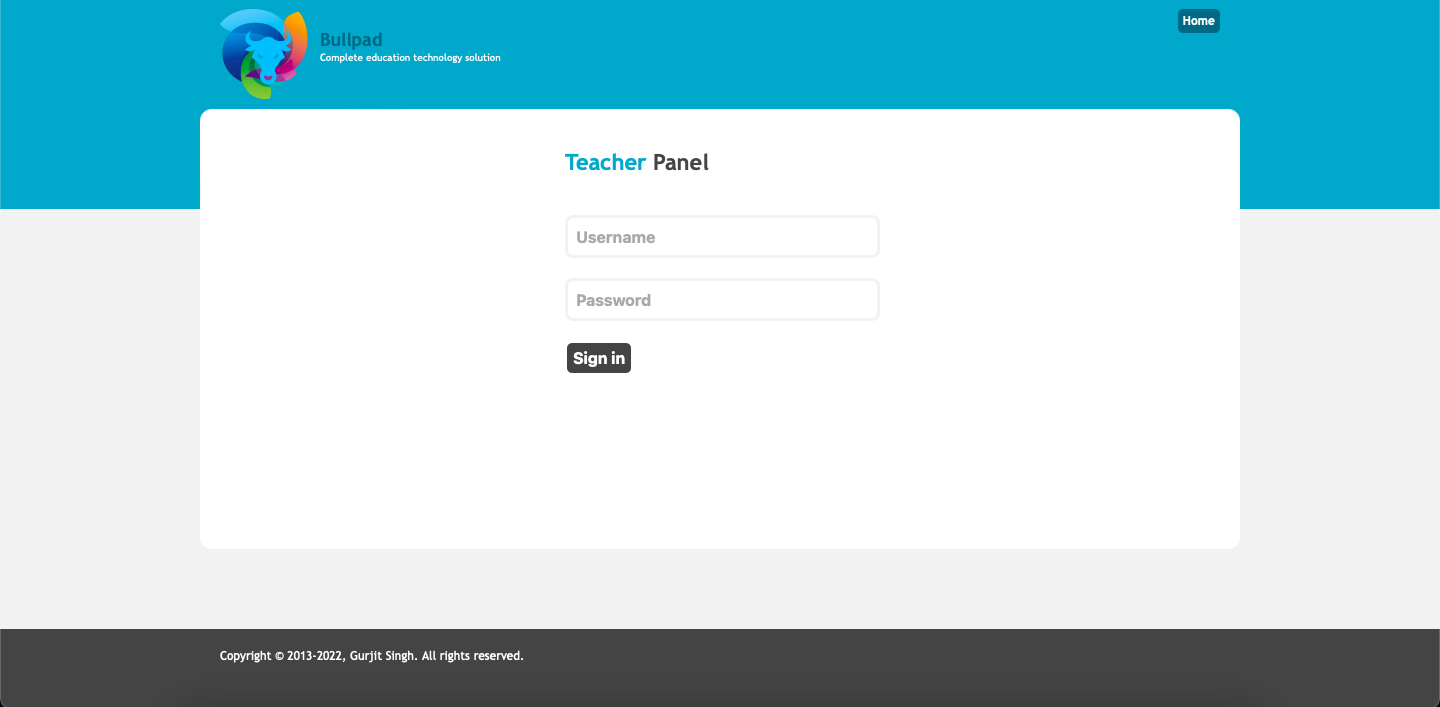 Home
Bullpad
Complete education technology solution
Teacher Panel
Username
Password
Sign in
Copyright © 2013-2022, Gurjit Singh. All rights reserved.